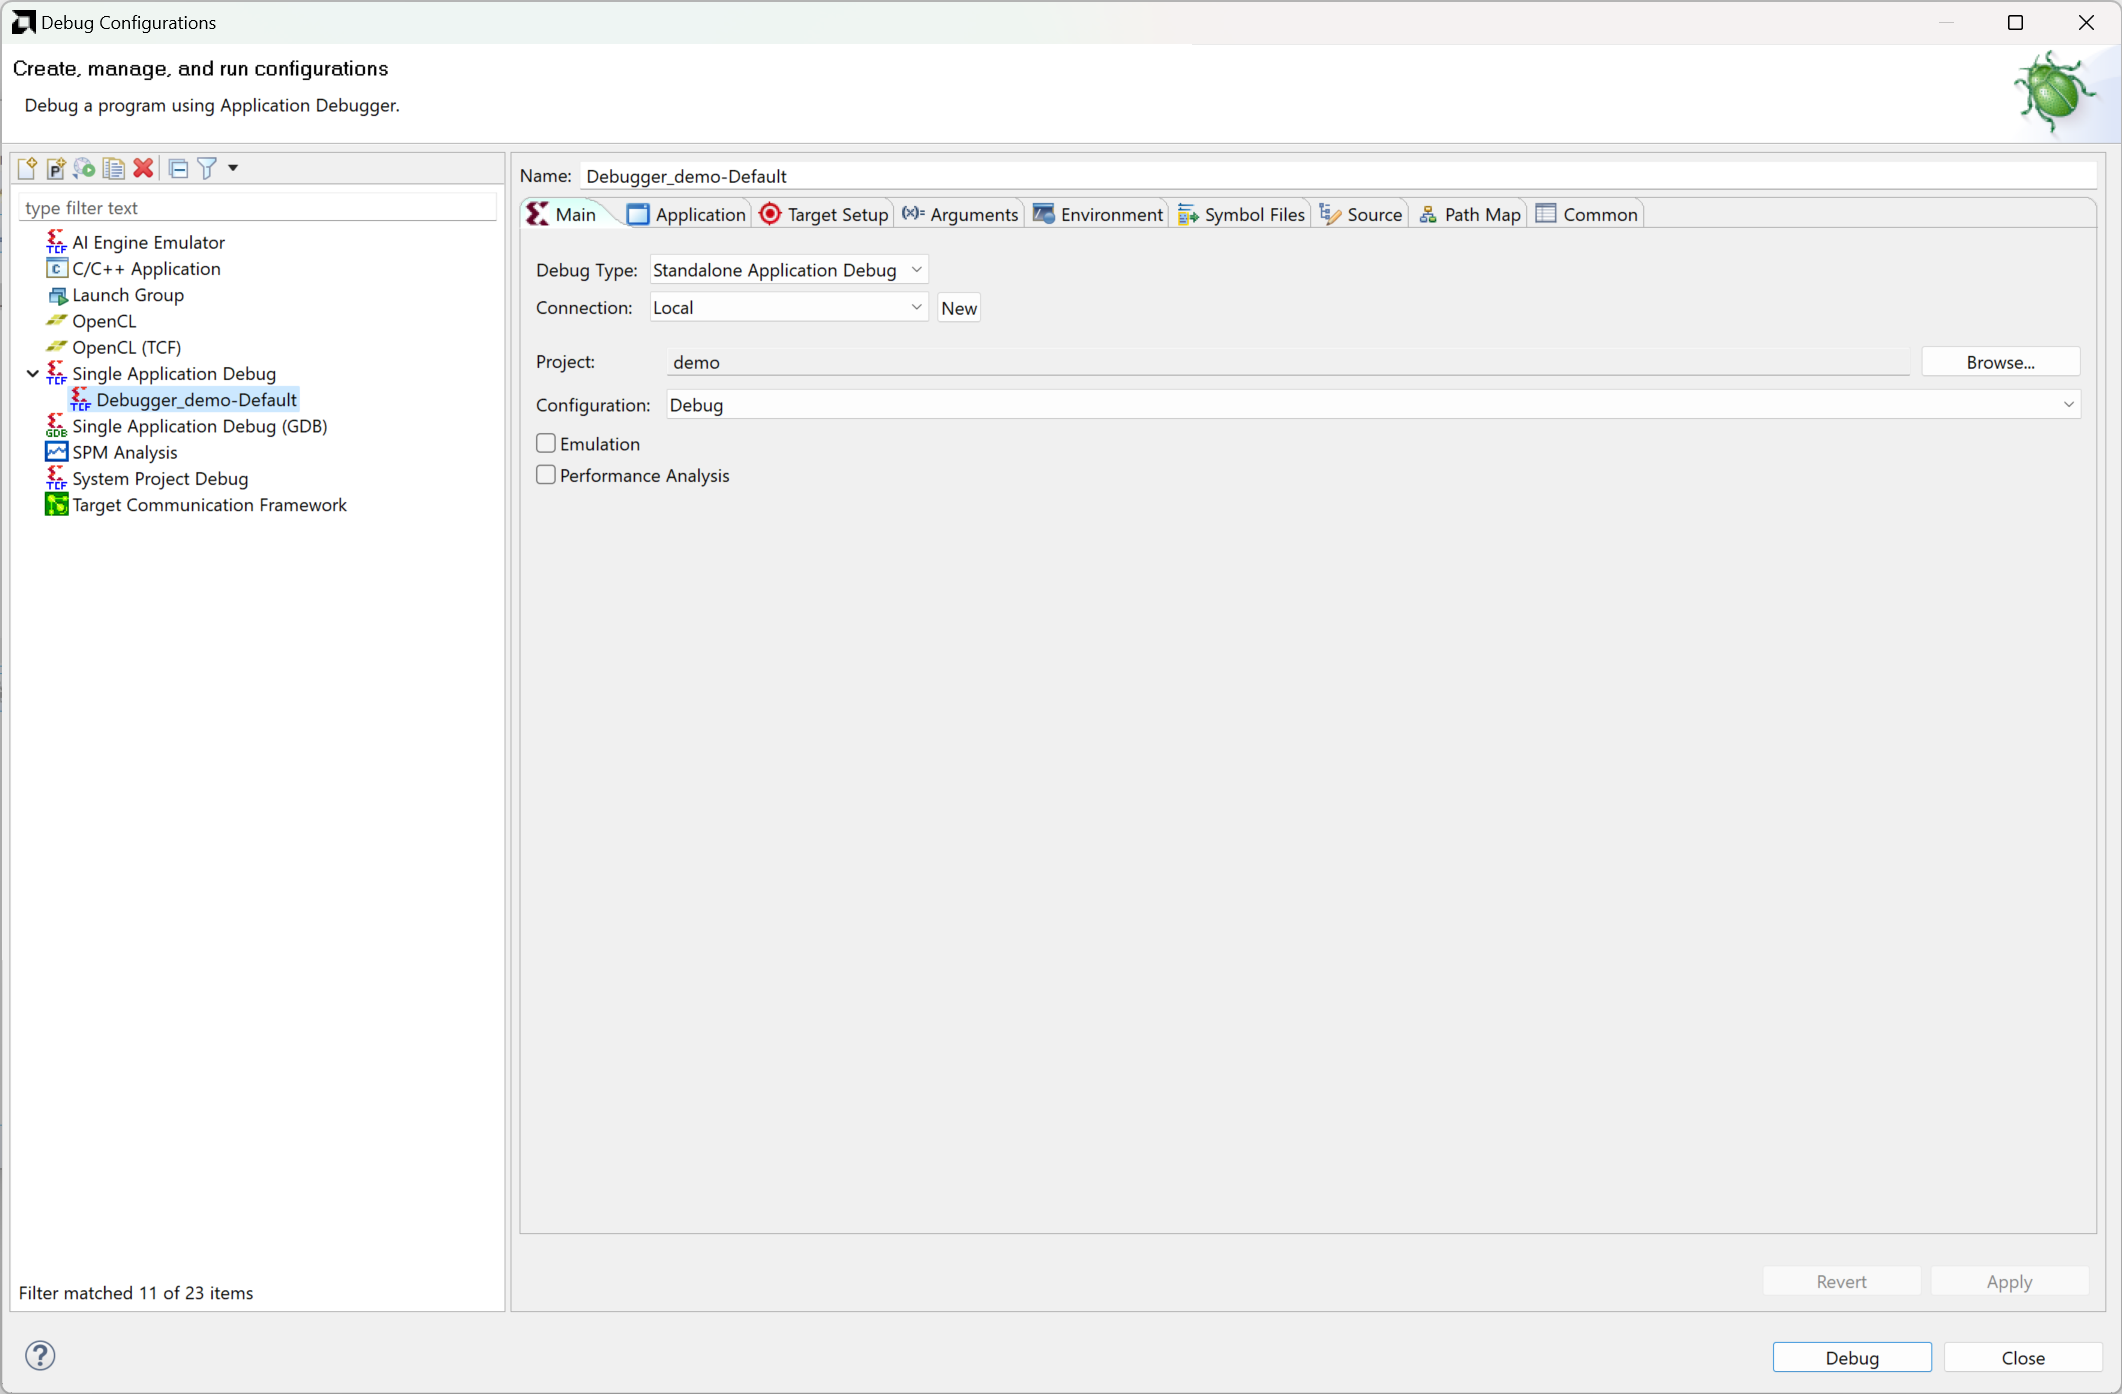 Debug Configurations
Create, manage, and run configurations
Debug a program using Application Debugger.
type filter text
AI Engine Emulator
C/C++ Application
Launch Group
OpenCL
OpenCL (TCF)
Single Application Debug
Debugger_demo-Default
Single Application Debug (GDB)
SPM Analysis
System Project Debug
Target Communication Framework
Filter matched 11 of 23 items
Name: Debugger_demo-Default
Main Application Target Setup (x)= Arguments Environment Symbol Files Source Path Map Common
Debug Type: Standalone Application Debug
Connection: Local New
Project: demo Browse...
Configuration: Debug
Emulation
Performance Analysis
Revert Apply
Debug Close